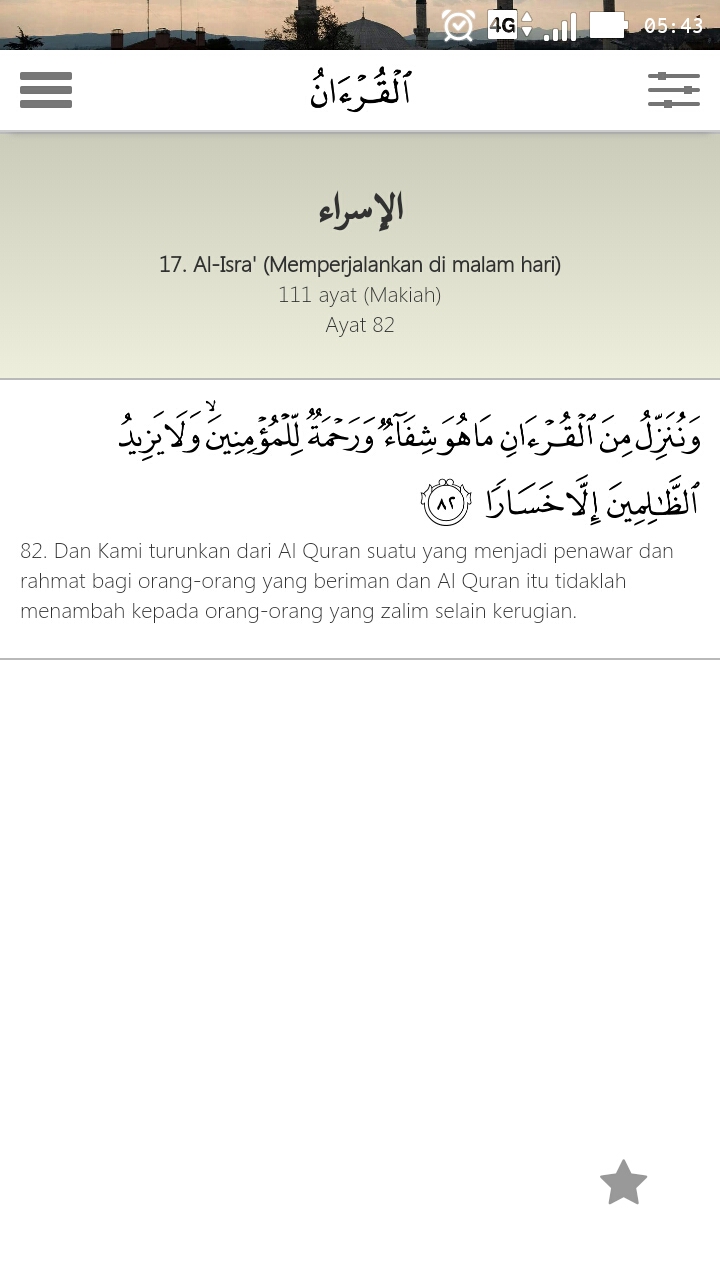 4G 05:43
ٱلْقُرْءَانُ
الإسراء
17. Al-Isra' (Memperjalankan di malam hari)
111 ayat (Makiah)
Ayat 82
وَنُنَزِّلُ مِنَ ٱلْقُرْءَانِ مَا هُوَ شِفَآءٌ وَرَحْمَةٌ لِّلْمُؤْمِنِينَ ۙ وَلَا يَزِيدُ
ٱلظَّٰلِمِينَ إِلَّا خَسَارًا ٨٢
82. Dan Kami turunkan dari Al Quran suatu yang menjadi penawar dan
rahmat bagi orang-orang yang beriman dan Al Quran itu tidaklah
menambah kepada orang-orang yang zalim selain kerugian.